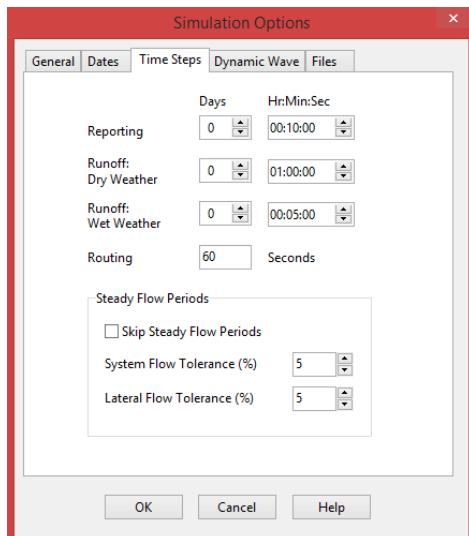 Simulation Options
General Dates Time Steps Dynamic Wave Files
Days Hr:Min:Sec
Reporting 0 00:10:00
Runoff:
Dry Weather 0 01:00:00
Runoff:
Wet Weather 0 00:05:00
Routing 60 Seconds
Steady Flow Periods
Skip Steady Flow Periods
System Flow Tolerance (%) 5
Lateral Flow Tolerance (%) 5
OK Cancel Help